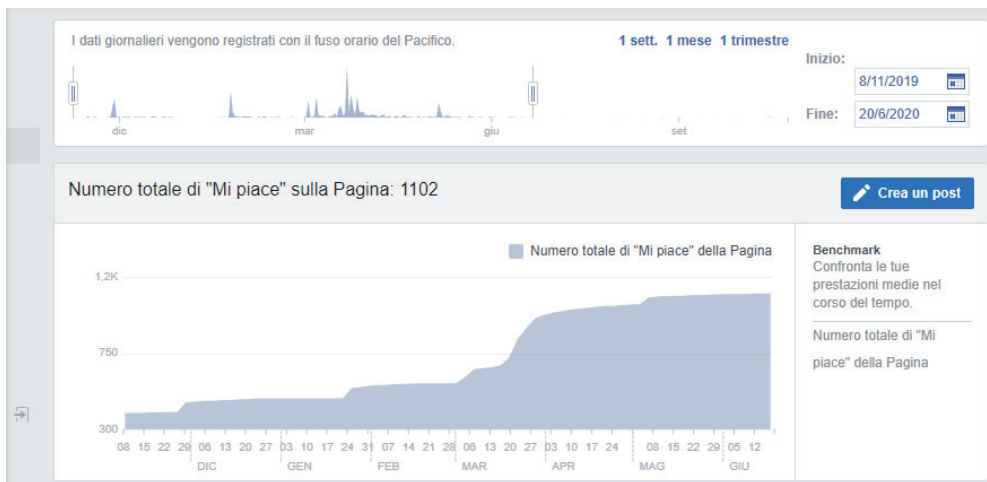 I dati giornalieri vengono registrati con il fuso orario del Pacifico.
1 sett. 1 mese 1 trimestre
Inizio:
8/11/2019
Fine:
20/6/2020
dic mar giu set
Numero totale di "Mi piace" sulla Pagina: 1102
Crea un post
Numero totale di "Mi piace" della Pagina
1,2K
750
300
08 15 22 29 06 13 20 27 03 10 17 24 31 07 14 21 28 06 13 20 27 03 10 17 24 08 15 22 29 05 12
DIC GEN FEB MAR APR MAG GIU
Benchmark
Confronta le tue
prestazioni medie nel
corso del tempo.
Numero totale di "Mi
piace" della Pagina